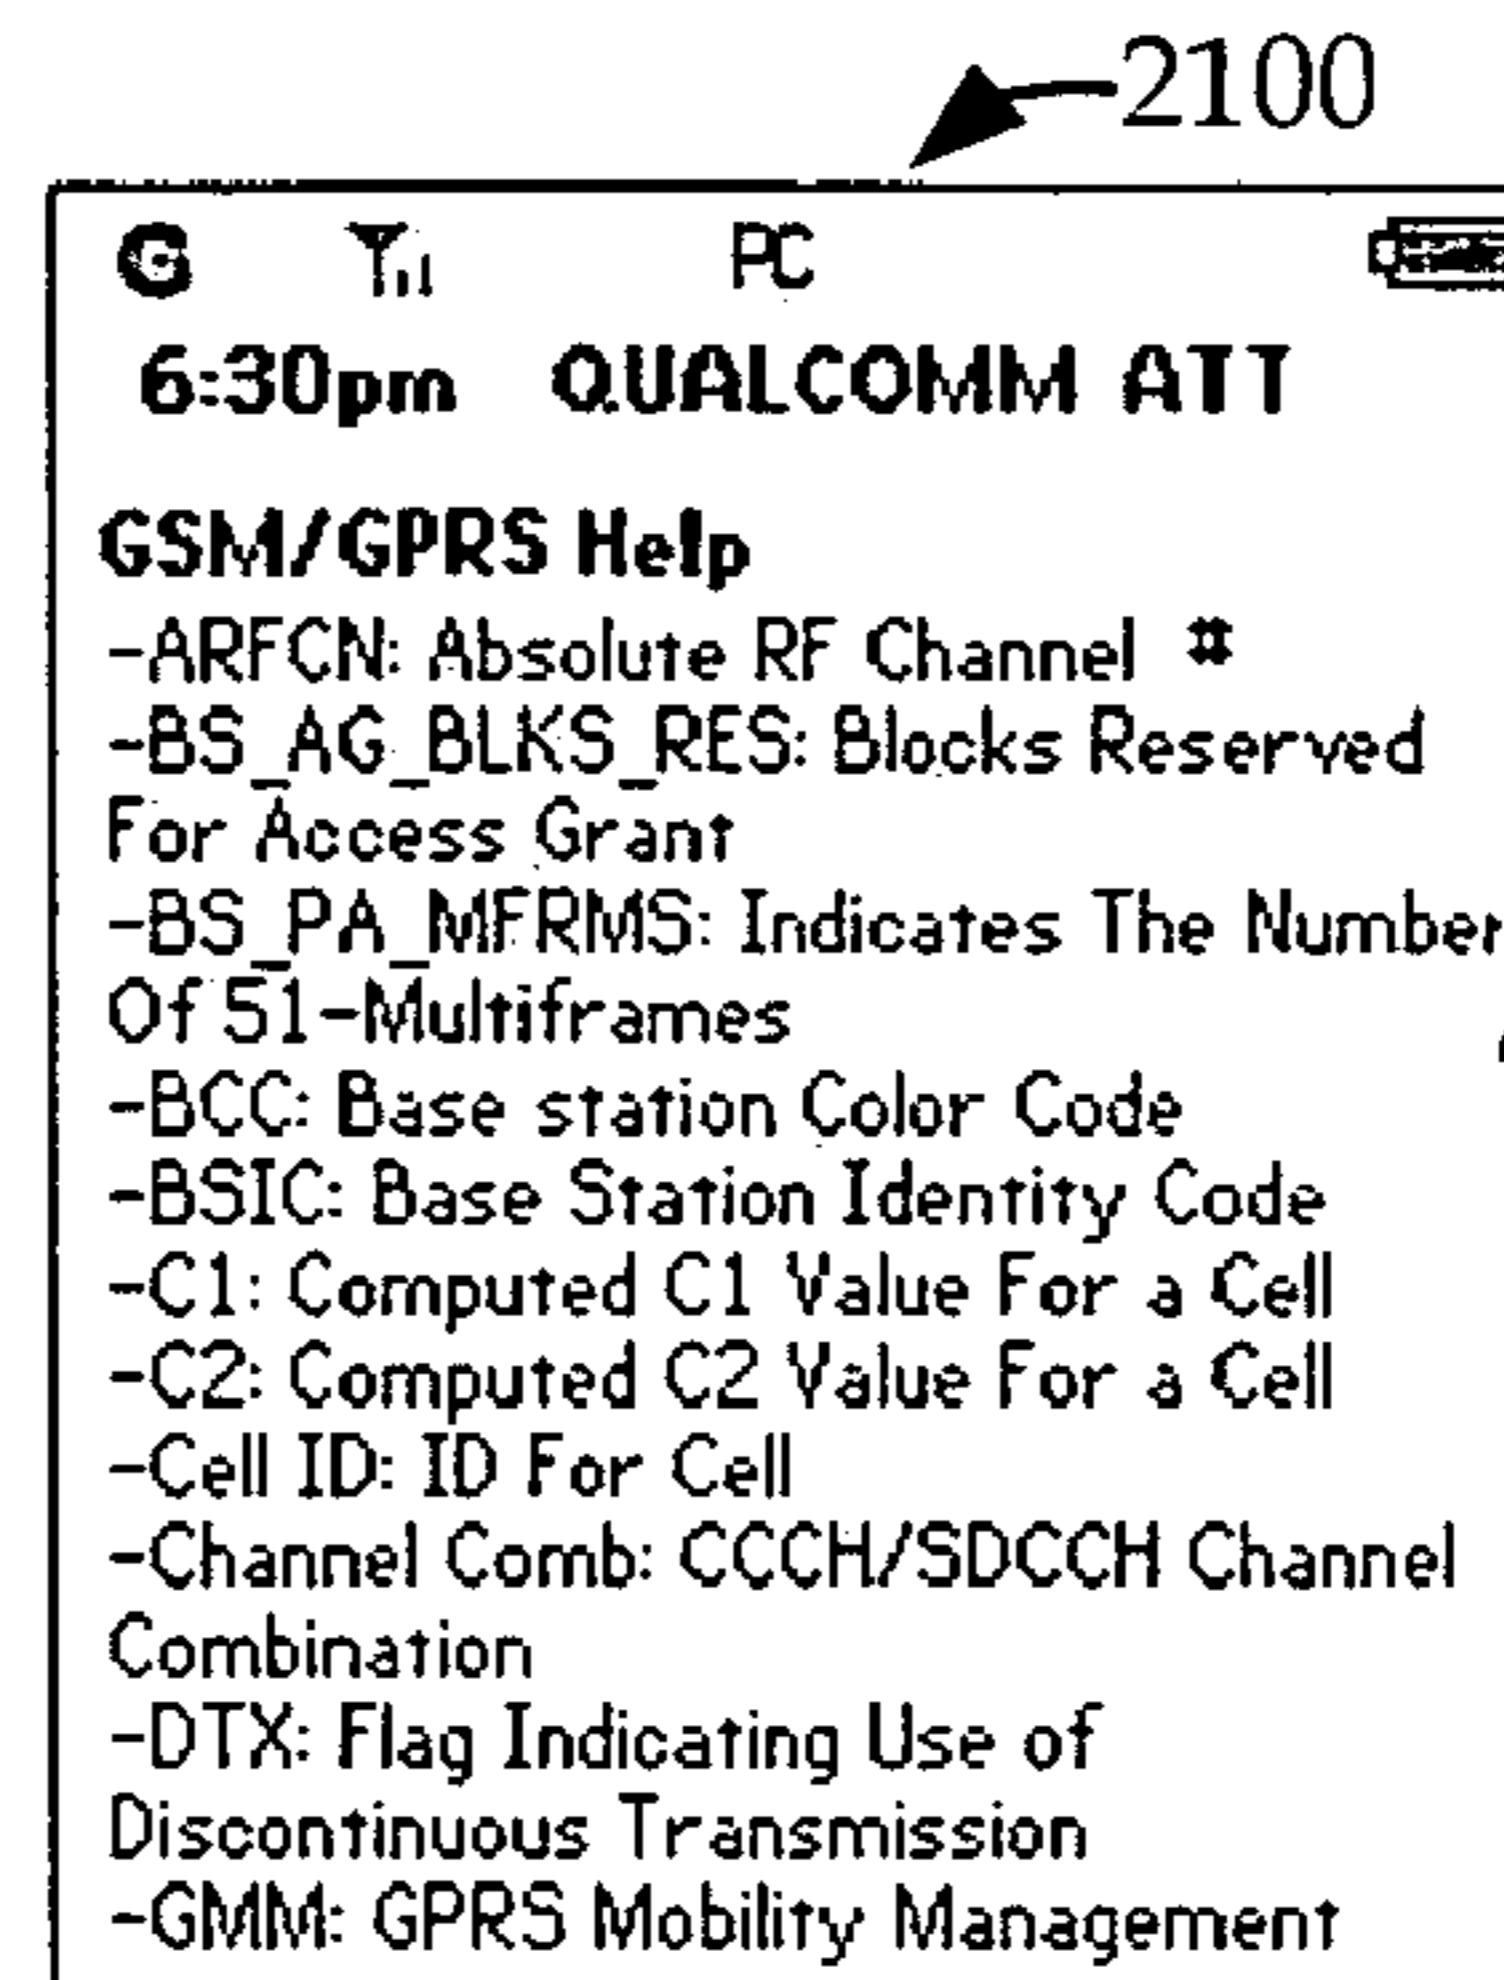 2100
G PC
6:30pm QUALCOMM ATT
GSM/GPRS Help
-ARFCN: Absolute RF Channel #
-BS_AG_BLKS_RES: Blocks Reserved
For Access Grant
-BS_PA_MFRMS: Indicates The Number
Of 51-Multiframes
-BCC: Base station Color Code
-BSIC: Base Station Identity Code
-C1: Computed C1 Value For a Cell
-C2: Computed C2 Value For a Cell
-Cell ID: ID For Cell
-Channel Comb: CCCH/SDCCH Channel
Combination
-DTX: Flag Indicating Use of
Discontinuous Transmission
-GMM: GPRS Mobility Management